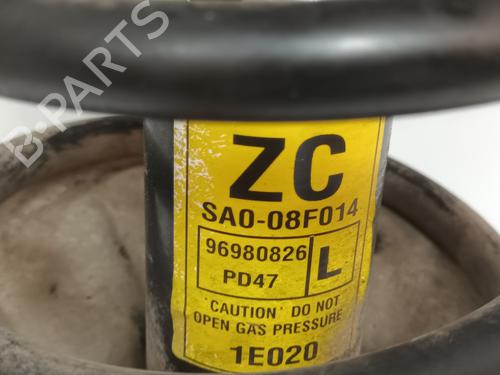 ZC
SA0-08F014
96980826
L
PD47
CAUTION DO NOT
OPEN GAS PRESSURE
1E020
B-PARTS